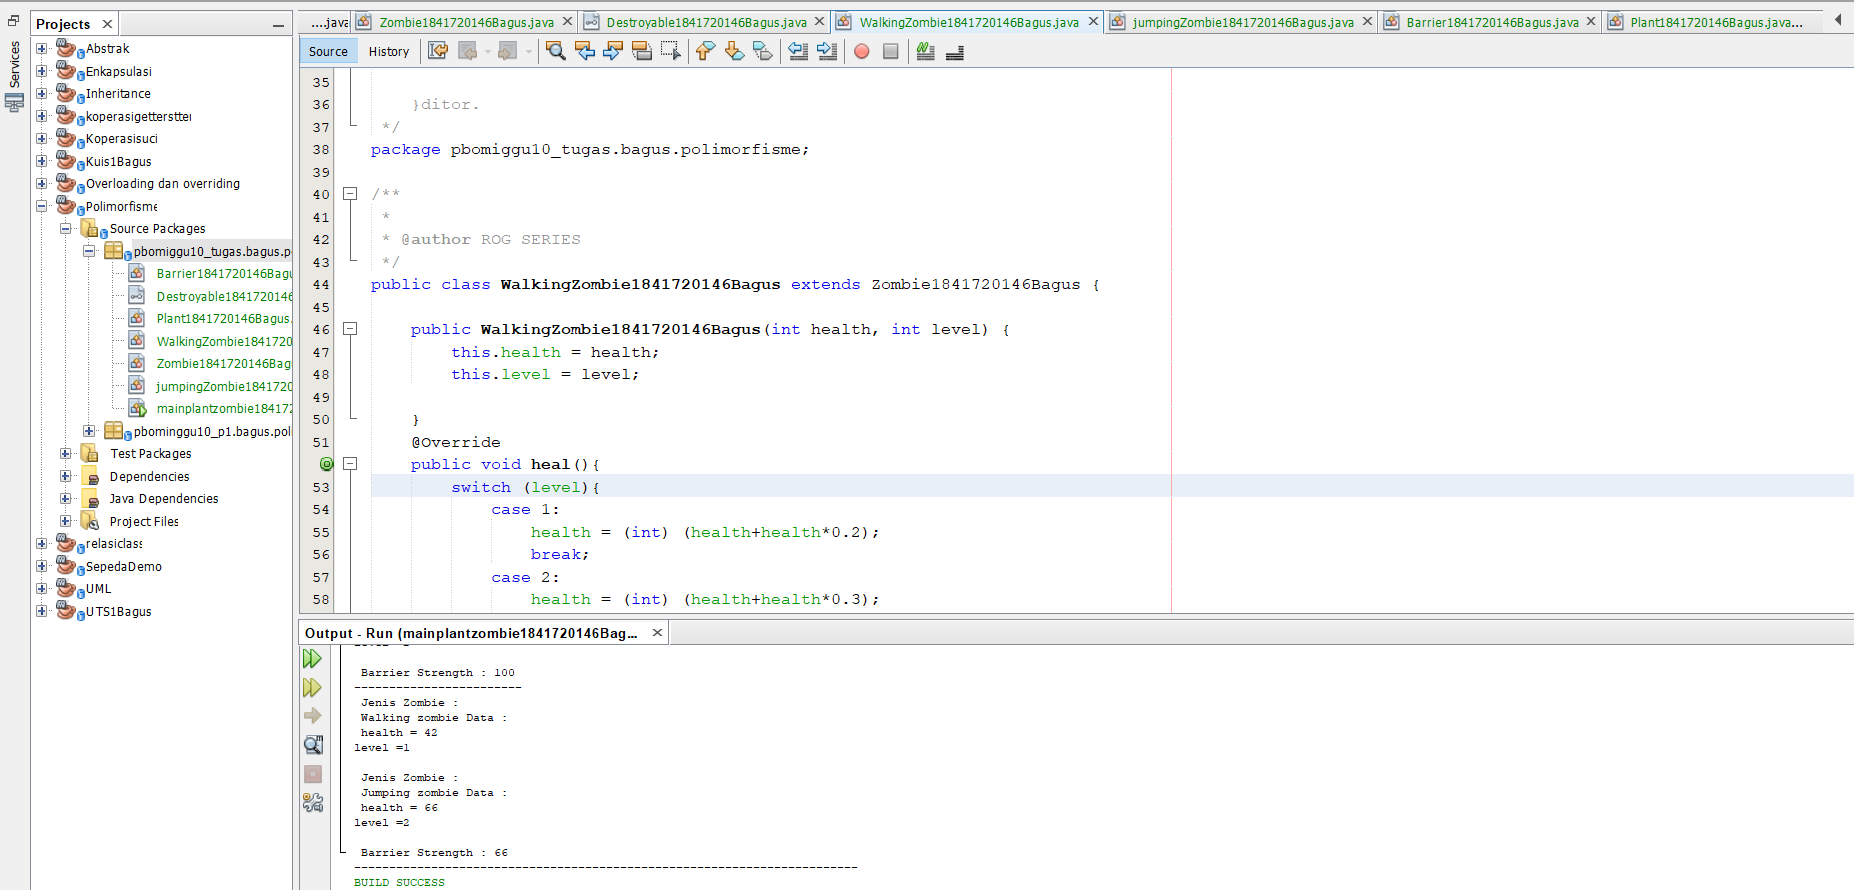 Services
Projects
Abstrak
Enkapsulasi
Inheritance
koperasigetterstter
Koperasisuci
Kuis1Bagus
Overloading dan overriding
Polimorfisme
Source Packages
pbomiggu10_tugas.bagus.p
Barrier1841720146Bagu
Destroyable184172014
Plant1841720146Bagus.
WalkingZombie1841720
Zombie1841720146Bag
jumpingZombie184172
mainplantzombie18417
pbominggu10_p1.bagus.pol
Test Packages
Dependencies
Java Dependencies
Project Files
relasiclass
SepedaDemo
UML
UTS1Bagus
....java Zombie1841720146Bagus.java Destroyable1841720146Bagus.java WalkingZombie1841720146Bagus.java jumpingZombie1841720146Bagus.java Barrier1841720146Bagus.java Plant1841720146Bagus.java...
Source History
35
36 }ditor.
37 */
38 package pbomiggu10_tugas.bagus.polimorfisme;
39
40 /**
41 *
42 * @author ROG SERIES
43 */
44 public class WalkingZombie1841720146Bagus extends Zombie1841720146Bagus {
45
46 public WalkingZombie1841720146Bagus(int health, int level) {
47 this.health = health;
48 this.level = level;
49
50 }
51 @Override
public void heal(){
53 switch (level){
54 case 1:
55 health = (int) (health+health*0.2);
56 break;
57 case 2:
58 health = (int) (health+health*0.3);
Output - Run (mainplantzombie1841720146Bag...
Barrier Strength : 100
------------------------
Jenis Zombie :
Walking zombie Data :
health = 42
level =1
Jenis Zombie :
Jumping zombie Data :
health = 66
level =2
Barrier Strength : 66
------------------------------------------------------------------------
BUILD SUCCESS